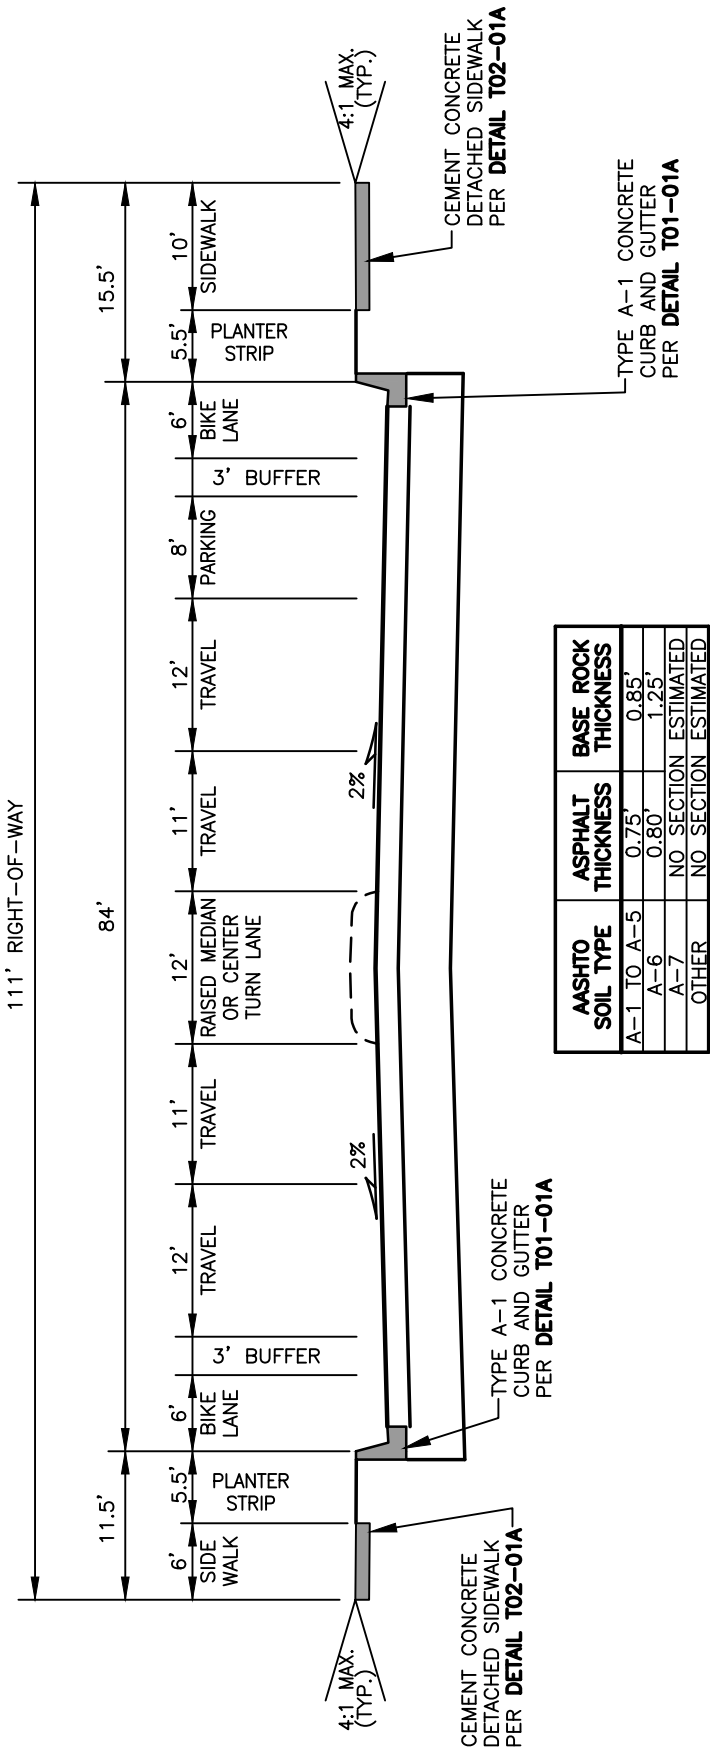 111' RIGHT-OF-WAY
11.5'
84'
15.5'
6'
5.5'
6'
12'
11'
12'
11'
12'
8'
6'
5.5'
10'
SIDE
WALK
PLANTER
STRIP
BIKE
LANE
3' BUFFER
TRAVEL
TRAVEL
RAISED MEDIAN
OR CENTER
TURN LANE
TRAVEL
TRAVEL
PARKING
3' BUFFER
BIKE
LANE
PLANTER
STRIP
SIDEWALK
4:1 MAX.
(TYP.)
2%
2%
4:1 MAX.
(TYP.)
CEMENT CONCRETE
DETACHED SIDEWALK
PER DETAIL T02-01A
TYPE A-1 CONCRETE
CURB AND GUTTER
PER DETAIL T01-01A
TYPE A-1 CONCRETE
CURB AND GUTTER
PER DETAIL T01-01A
CEMENT CONCRETE
DETACHED SIDEWALK
PER DETAIL T02-01A
AASHTO SOIL TYPE ASPHALT THICKNESS BASE ROCK THICKNESS
A-1 TO A-5 0.75' 0.85'
A-6 0.80' 1.25'
A-7 NO SECTION ESTIMATED
OTHER NO SECTION ESTIMATED